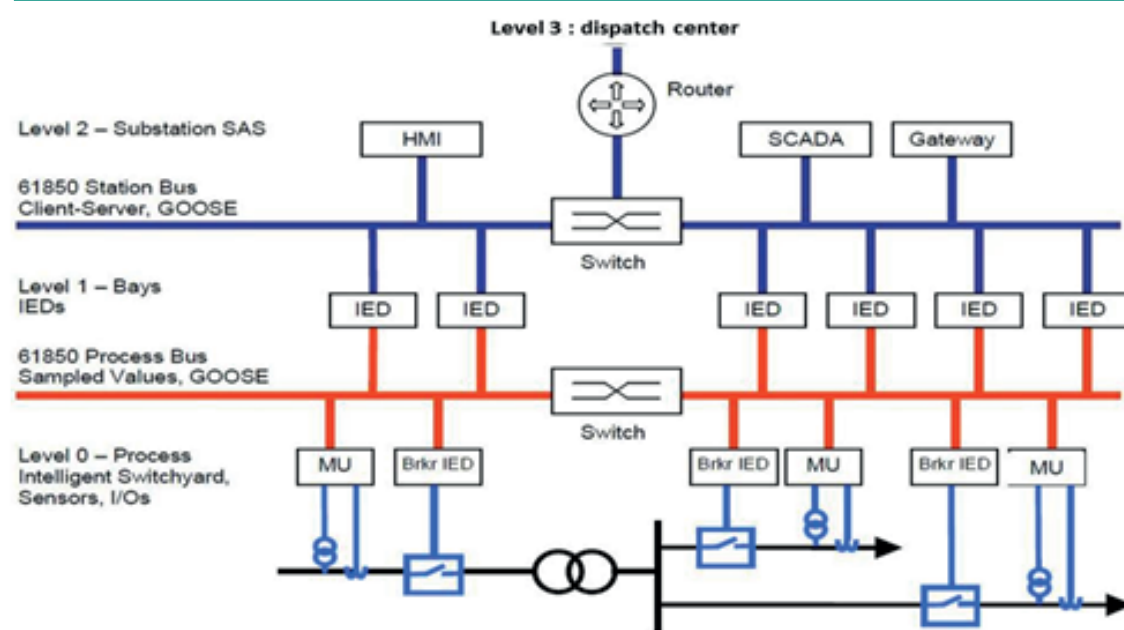 Level 3 : dispatch center
Router
Level 2 – Substation SAS
HMI
SCADA
Gateway
61850 Station Bus
Client-Server, GOOSE
Switch
Level 1 – Bays
IEDs
IED
IED
IED
IED
IED
IED
61850 Process Bus
Sampled Values, GOOSE
Switch
Level 0 – Process
Intelligent Switchyard,
Sensors, I/Os
MU
Brkr IED
Brkr IED
MU
Brkr IED
MU